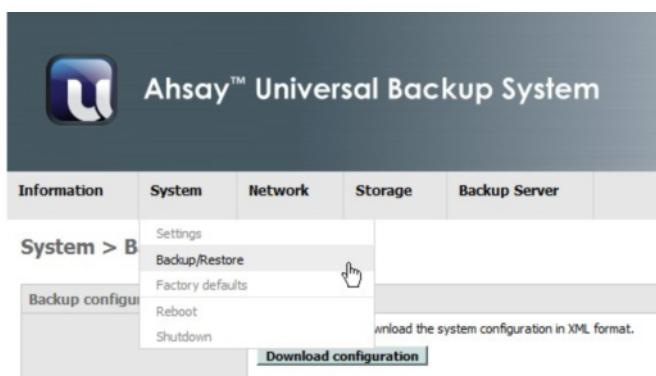 Ahsay™ Universal Backup System
Information System Network Storage Backup Server
Settings
System > B
Backup/Restore
Factory defaults
Backup configu
Reboot
wnload the system configuration in XML format.
Shutdown
Download configuration